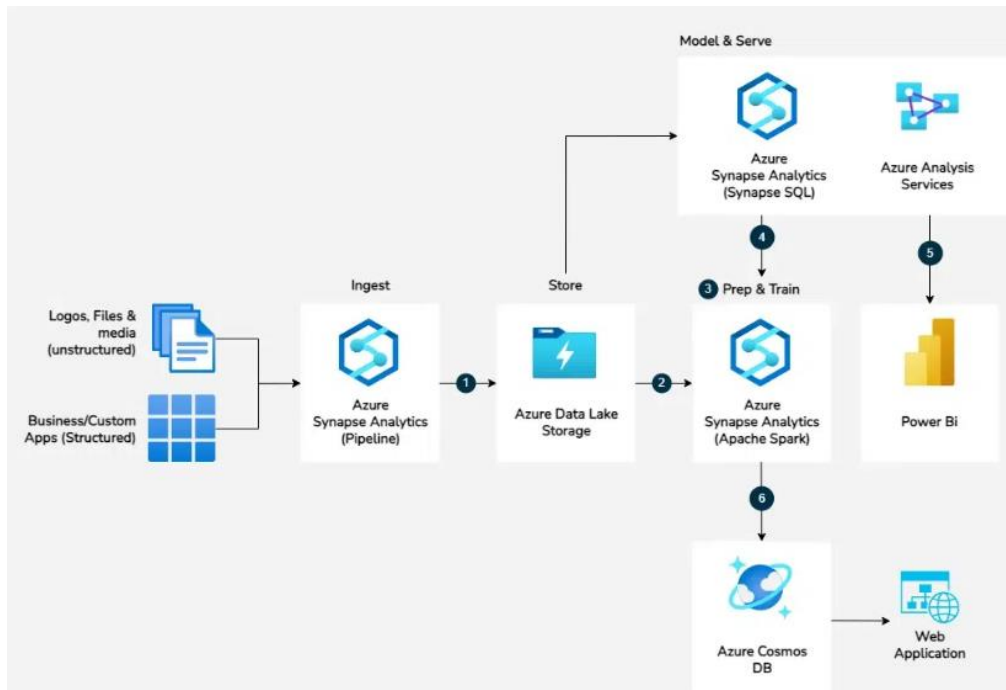 Model & Serve
Azure
Synapse Analytics
(Synapse SQL)
Azure Analysis
Services
4
5
Ingest
Store
3 Prep & Train
Logos, Files &
media
(unstructured)
Business/Custom
Apps (Structured)
Azure
Synapse Analytics
(Pipeline)
1
Azure Data Lake
Storage
2
Azure
Synapse Analytics
(Apache Spark)
Power Bi
6
Azure Cosmos
DB
Web
Application